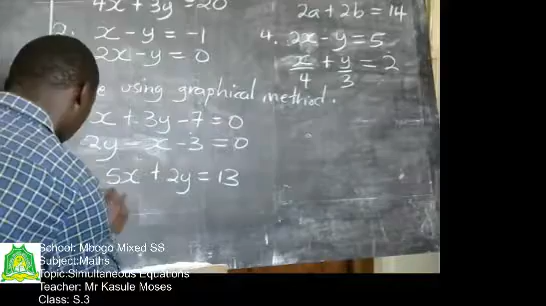 4x + 3y = 20
2. x - y = -1
2x - y = 0
2a + 2b = 14
4. 2x - y = 5
x/4 + y/3 = 2
using graphical method.
x + 3y - 7 = 0
2y - x - 3 = 0
5x + 2y = 13
School: Mbogo Mixed SS
Subject:Maths
Topic:Simultaneous Equations
Teacher: Mr Kasule Moses
Class: S.3